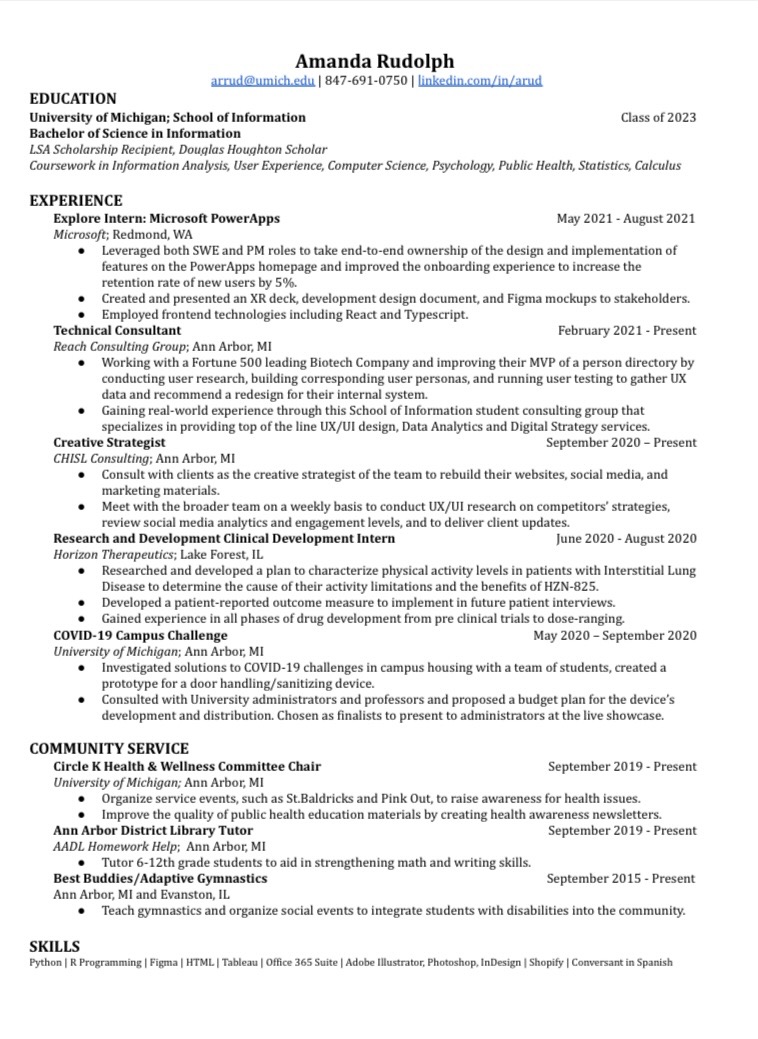 Amanda Rudolph
arrud@umich.edu | 847-691-0750 | linkedin.com/in/arud
EDUCATION
University of Michigan; School of Information Class of 2023
Bachelor of Science in Information
LSA Scholarship Recipient, Douglas Houghton Scholar
Coursework in Information Analysis, User Experience, Computer Science, Psychology, Public Health, Statistics, Calculus
EXPERIENCE
Explore Intern: Microsoft PowerApps May 2021 - August 2021
Microsoft; Redmond, WA
● Leveraged both SWE and PM roles to take end-to-end ownership of the design and implementation of
features on the PowerApps homepage and improved the onboarding experience to increase the
retention rate of new users by 5%.
● Created and presented an XR deck, development design document, and Figma mockups to stakeholders.
● Employed frontend technologies including React and Typescript.
Technical Consultant February 2021 - Present
Reach Consulting Group; Ann Arbor, MI
● Working with a Fortune 500 leading Biotech Company and improving their MVP of a person directory by
conducting user research, building corresponding user personas, and running user testing to gather UX
data and recommend a redesign for their internal system.
● Gaining real-world experience through this School of Information student consulting group that
specializes in providing top of the line UX/UI design, Data Analytics and Digital Strategy services.
Creative Strategist September 2020 – Present
CHISL Consulting; Ann Arbor, MI
● Consult with clients as the creative strategist of the team to rebuild their websites, social media, and
marketing materials.
● Meet with the broader team on a weekly basis to conduct UX/UI research on competitors' strategies,
review social media analytics and engagement levels, and to deliver client updates.
Research and Development Clinical Development Intern June 2020 - August 2020
Horizon Therapeutics; Lake Forest, IL
● Researched and developed a plan to characterize physical activity levels in patients with Interstitial Lung
Disease to determine the cause of their activity limitations and the benefits of HZN-825.
● Developed a patient-reported outcome measure to implement in future patient interviews.
● Gained experience in all phases of drug development from pre clinical trials to dose-ranging.
COVID-19 Campus Challenge May 2020 – September 2020
University of Michigan; Ann Arbor, MI
● Investigated solutions to COVID-19 challenges in campus housing with a team of students, created a
prototype for a door handling/sanitizing device.
● Consulted with University administrators and professors and proposed a budget plan for the device's
development and distribution. Chosen as finalists to present to administrators at the live showcase.
COMMUNITY SERVICE
Circle K Health & Wellness Committee Chair September 2019 - Present
University of Michigan; Ann Arbor, MI
● Organize service events, such as St.Baldricks and Pink Out, to raise awareness for health issues.
● Improve the quality of public health education materials by creating health awareness newsletters.
Ann Arbor District Library Tutor September 2019 - Present
AADL Homework Help; Ann Arbor, MI
● Tutor 6-12th grade students to aid in strengthening math and writing skills.
Best Buddies/Adaptive Gymnastics September 2015 - Present
Ann Arbor, MI and Evanston, IL
● Teach gymnastics and organize social events to integrate students with disabilities into the community.
SKILLS
Python | R Programming | Figma | HTML | Tableau | Office 365 Suite | Adobe Illustrator, Photoshop, InDesign | Shopify | Conversant in Spanish